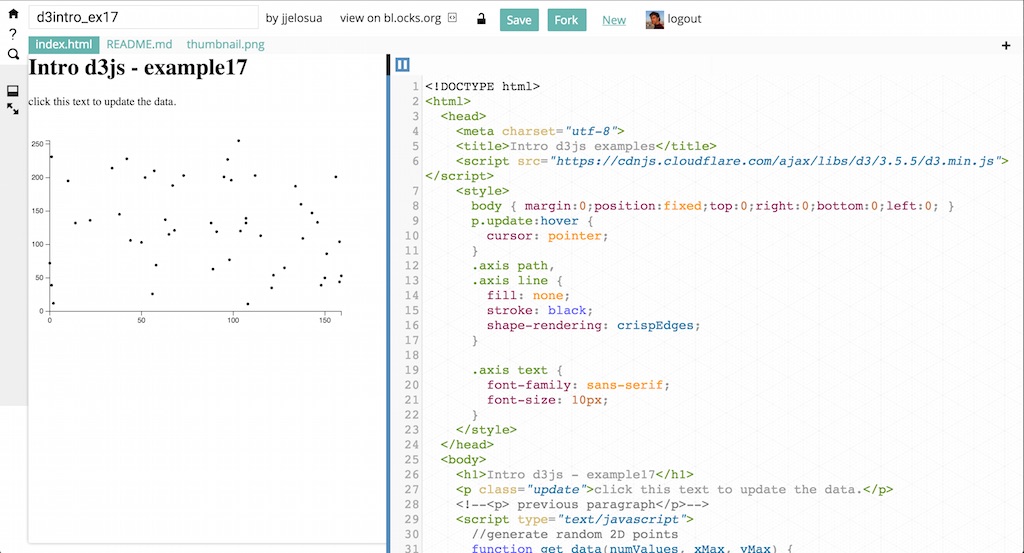 d3intro_ex17 by jjelosua view on bl.ocks.org Save Fork New logout
?
index.html README.md thumbnail.png +
Intro d3js - example17
click this text to update the data.
250
200
150
100
50
0
0 50 100 150
1 <!DOCTYPE html>
2 <html>
3 <head>
4 <meta charset="utf-8">
5 <title>Intro d3js examples</title>
6 <script src="https://cdnjs.cloudflare.com/ajax/libs/d3/3.5.5/d3.min.js">
</script>
7 <style>
8 body { margin:0;position:fixed;top:0;right:0;bottom:0;left:0; }
9 p.update:hover {
10 cursor: pointer;
11 }
12 .axis path,
13 .axis line {
14 fill: none;
15 stroke: black;
16 shape-rendering: crispEdges;
17 }
18
19 .axis text {
20 font-family: sans-serif;
21 font-size: 10px;
22 }
23 </style>
24 </head>
25 <body>
26 <h1>Intro d3js - example17</h1>
27 <p class="update">click this text to update the data.</p>
28 <!--<p> previous paragraph</p>-->
29 <script type="text/javascript">
30 //generate random 2D points
31 function get_data(numValues, xMax, yMax) {